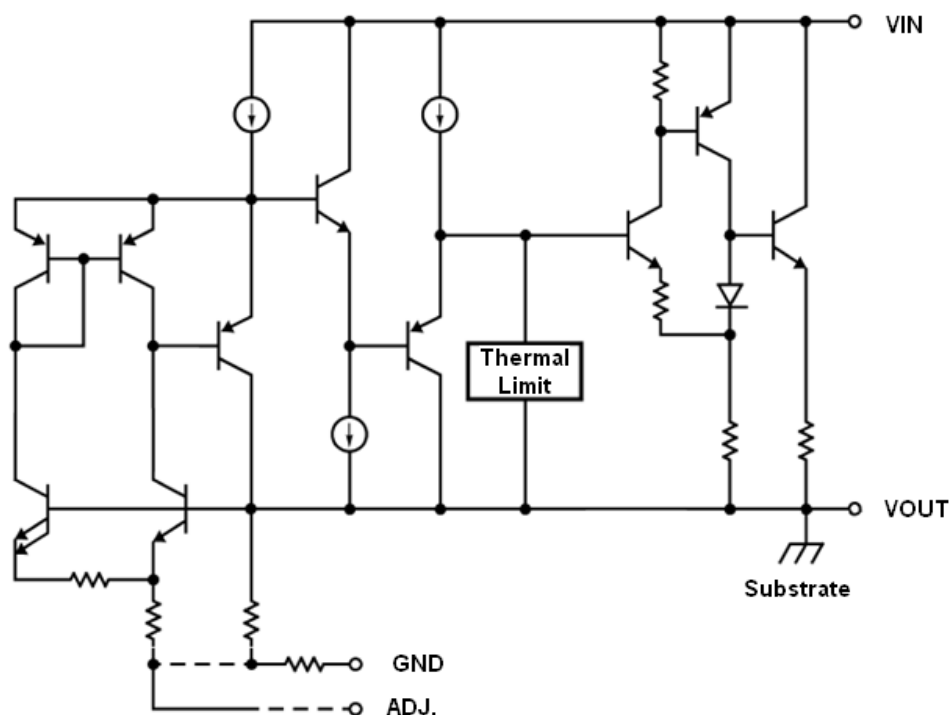 VIN
Thermal
Limit
VOUT
Substrate
GND
ADJ.